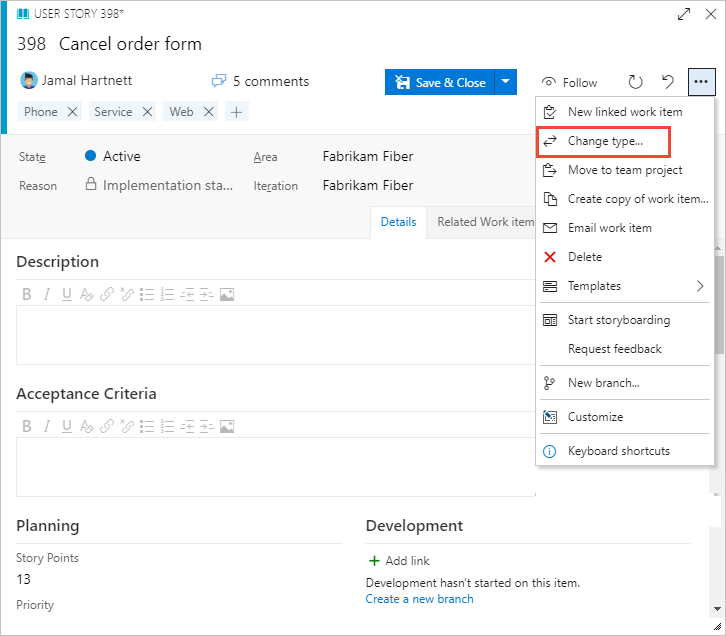 USER STORY 398*
398 Cancel order form
Jamal Hartnett
5 comments
Save & Close
Follow
Phone
Service
Web
State
Active
Area
Fabrikam Fiber
Reason
Implementation sta...
Iteration
Fabrikam Fiber
Details
Related Work item
New linked work item
Change type...
Move to team project
Create copy of work item...
Email work item
Delete
Templates
Start storyboarding
Request feedback
New branch...
Customize
Keyboard shortcuts
Description
B I U
Acceptance Criteria
B I U
Planning
Story Points
13
Priority
Development
Add link
Development hasn't started on this item.
Create a new branch